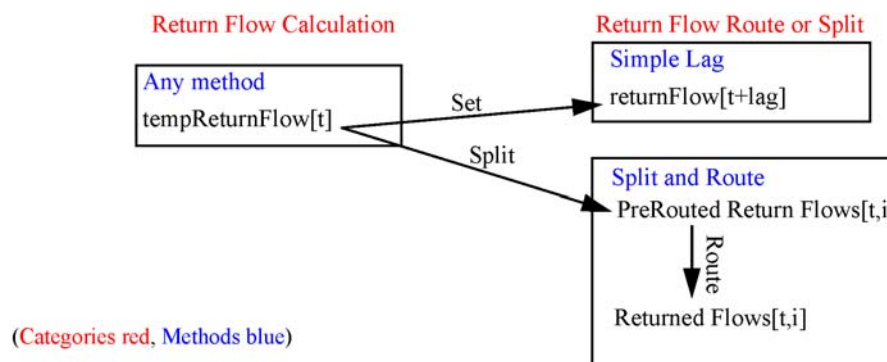 Return Flow Calculation
Return Flow Route or Split
Any method
tempReturnFlow[t]
Set
Split
Simple Lag
returnFlow[t+lag]
Split and Route
PreRouted Return Flows[t,i
Route
Returned Flows[t,i]
(Categories red, Methods blue)